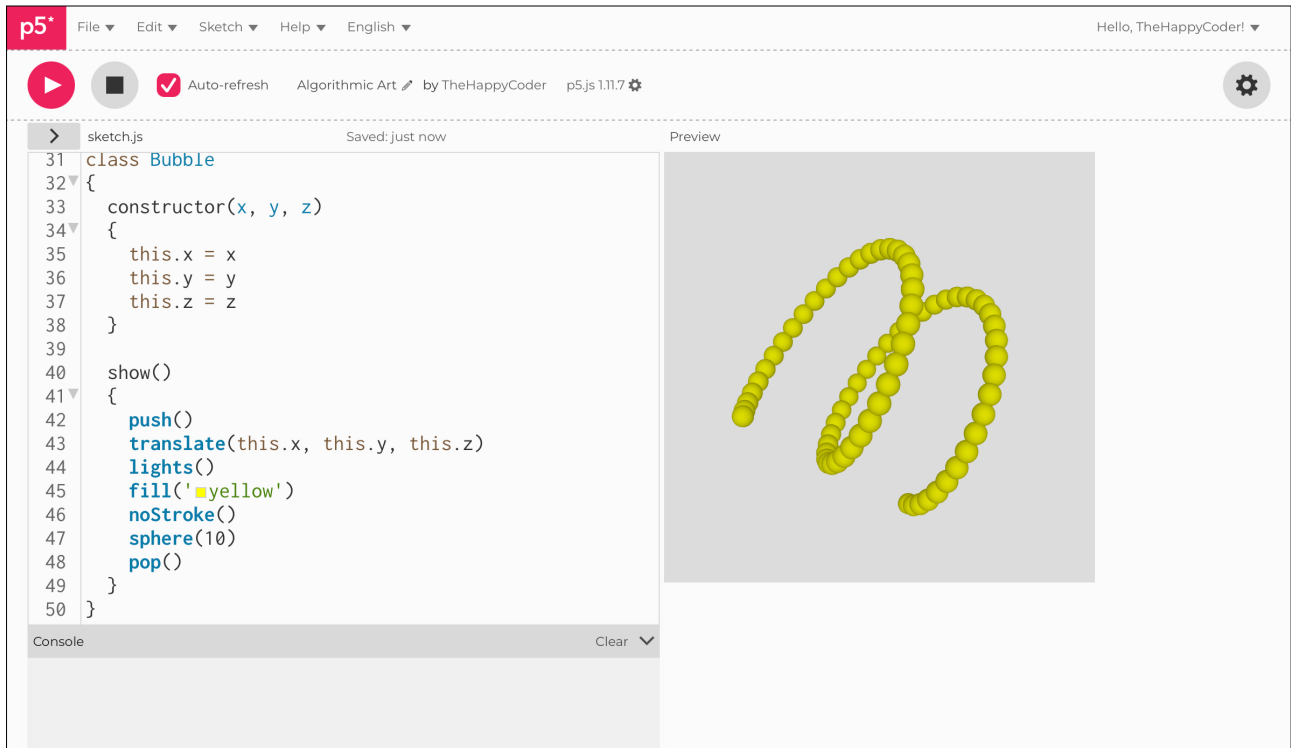 p5*
File Edit Sketch Help English
Hello, TheHappyCoder!
Auto-refresh Algorithmic Art by TheHappyCoder p5.js 1.11.7
sketch.js Saved: just now
Preview
31 class Bubble
32 {
33 constructor(x, y, z)
34 {
35 this.x = x
36 this.y = y
37 this.z = z
38 }
39
40 show()
41 {
42 push()
43 translate(this.x, this.y, this.z)
44 lights()
45 fill('yellow')
46 noStroke()
47 sphere(10)
48 pop()
49 }
50 }
Console Clear